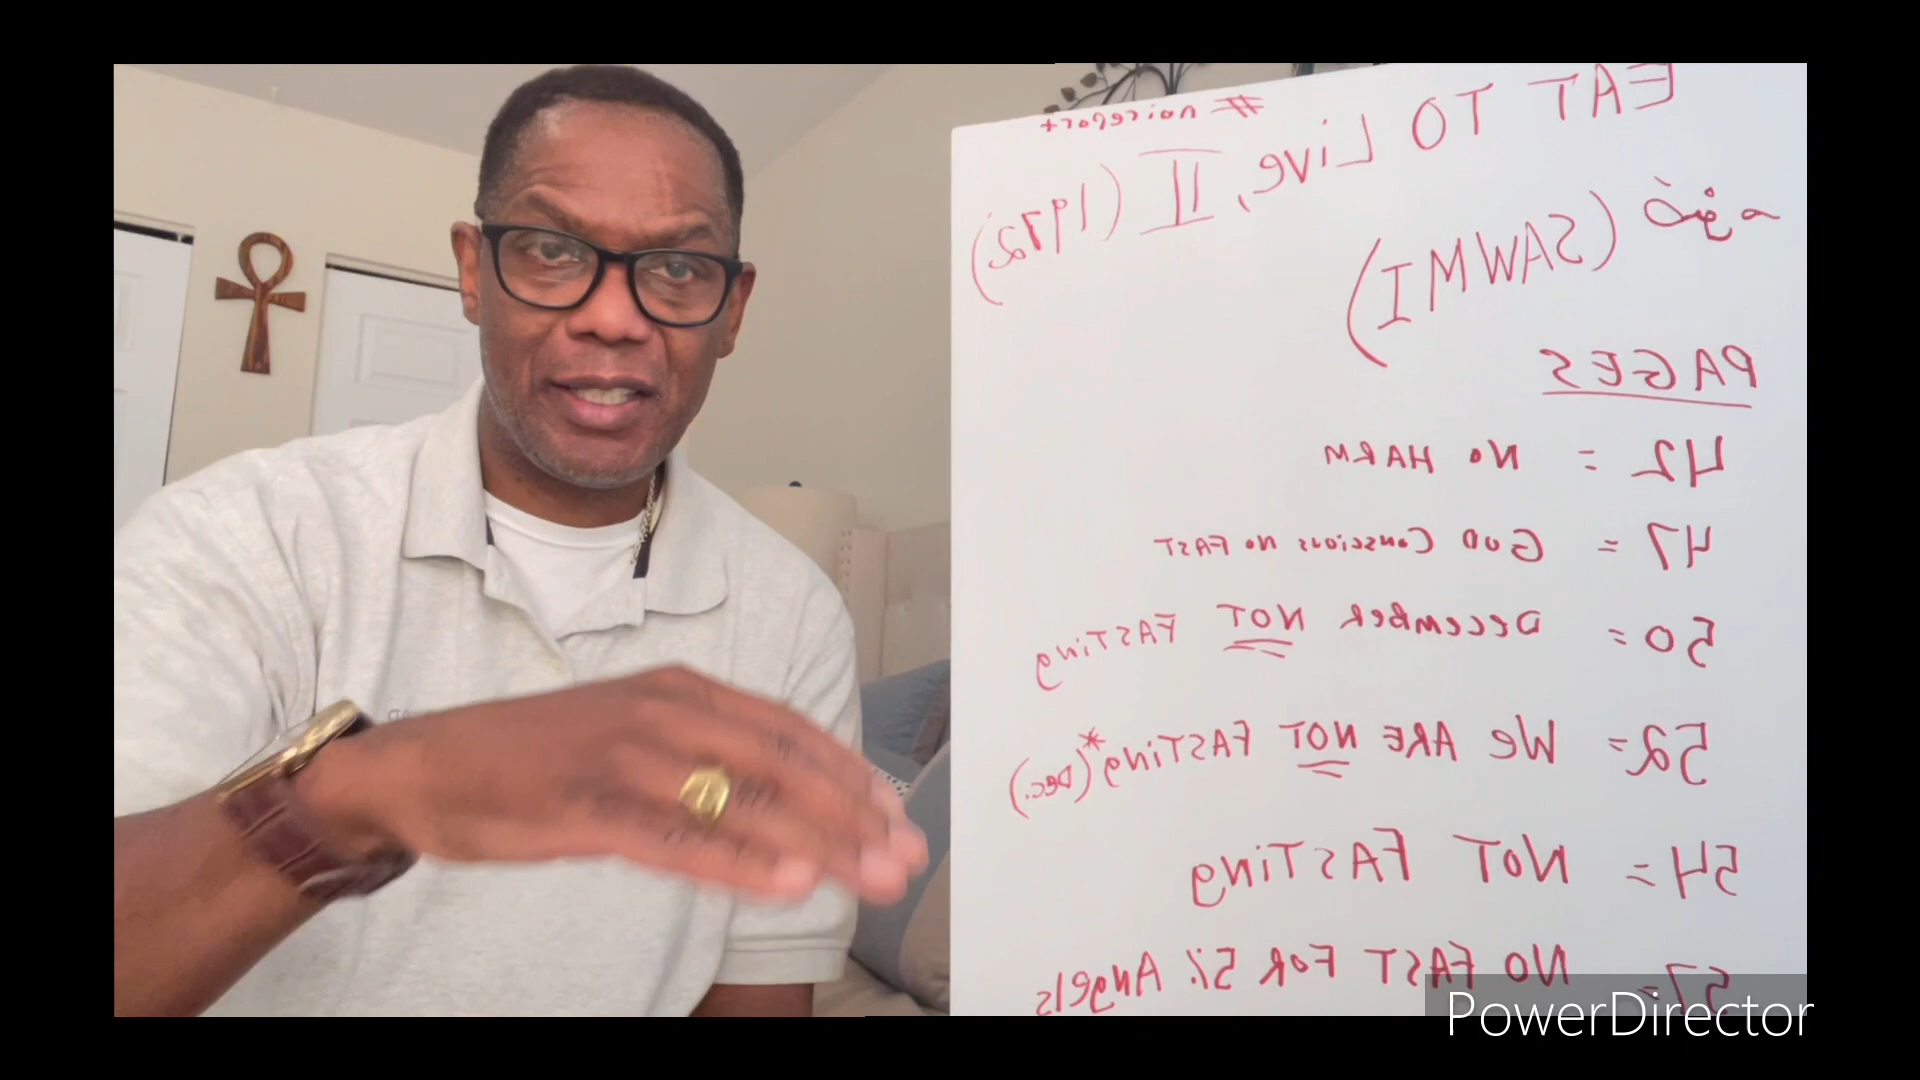 # noireport
EAT TO Live, II (1972)
(SAWMI)
PAGES
42 = No HARM
47 = GOD Conscious no FAST
50 = DECEMBER NOT FASTing
52 = We ARE NOT FASTing* (DEC.)
54 = NOT FASTing
57 = NO FAST FOR 5% Angels
PowerDirector